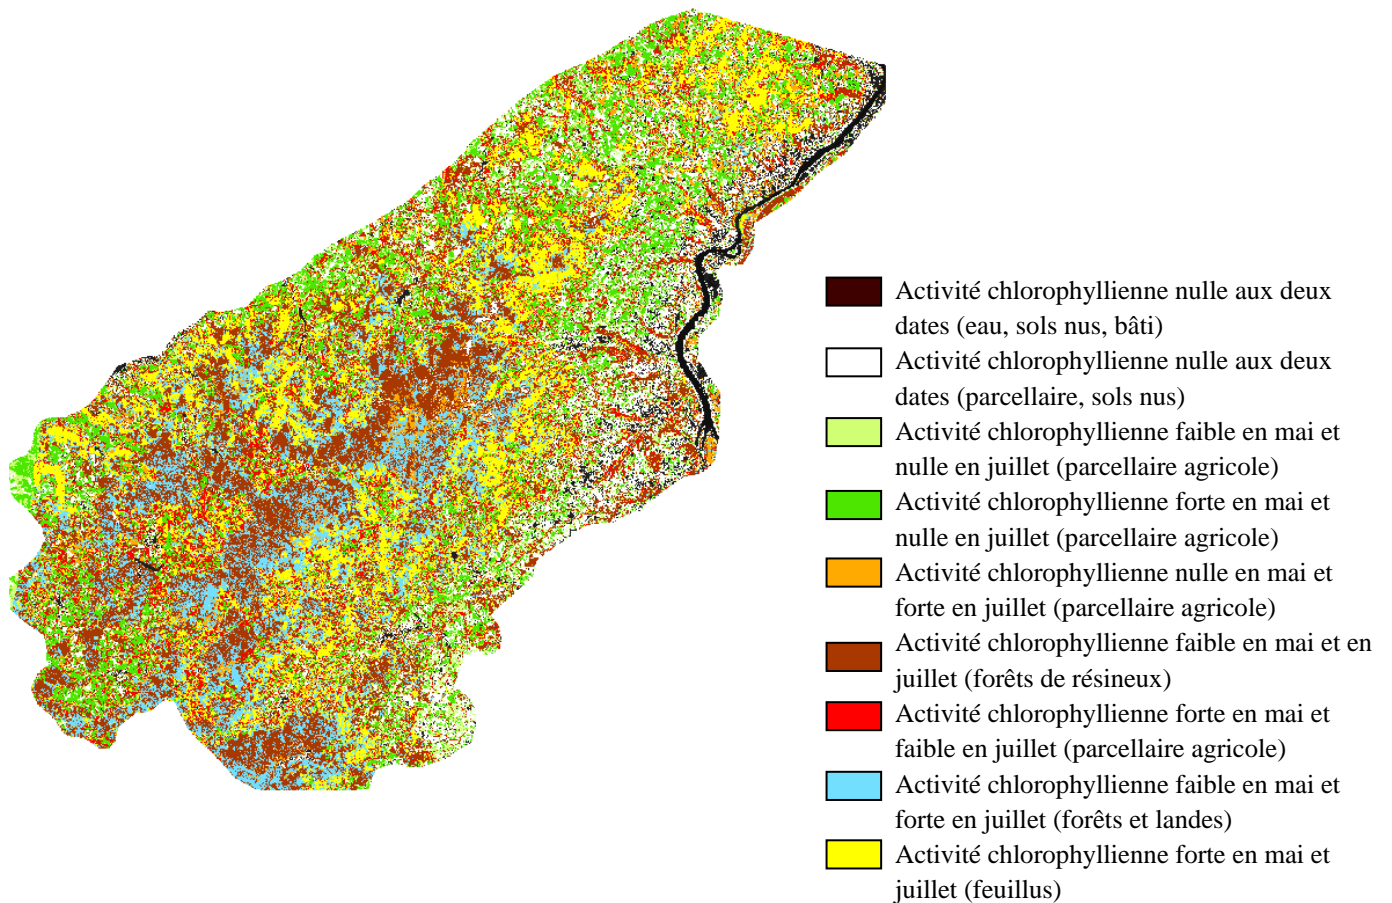 Activité chlorophyllienne nulle aux deux
dates (eau, sols nus, bâti)
Activité chlorophyllienne nulle aux deux
dates (parcellaire, sols nus)
Activité chlorophyllienne faible en mai et
nulle en juillet (parcellaire agricole)
Activité chlorophyllienne forte en mai et
nulle en juillet (parcellaire agricole)
Activité chlorophyllienne nulle en mai et
forte en juillet (parcellaire agricole)
Activité chlorophyllienne faible en mai et en
juillet (forêts de résineux)
Activité chlorophyllienne forte en mai et
faible en juillet (parcellaire agricole)
Activité chlorophyllienne faible en mai et
forte en juillet (forêts et landes)
Activité chlorophyllienne forte en mai et
juillet (feuillus)